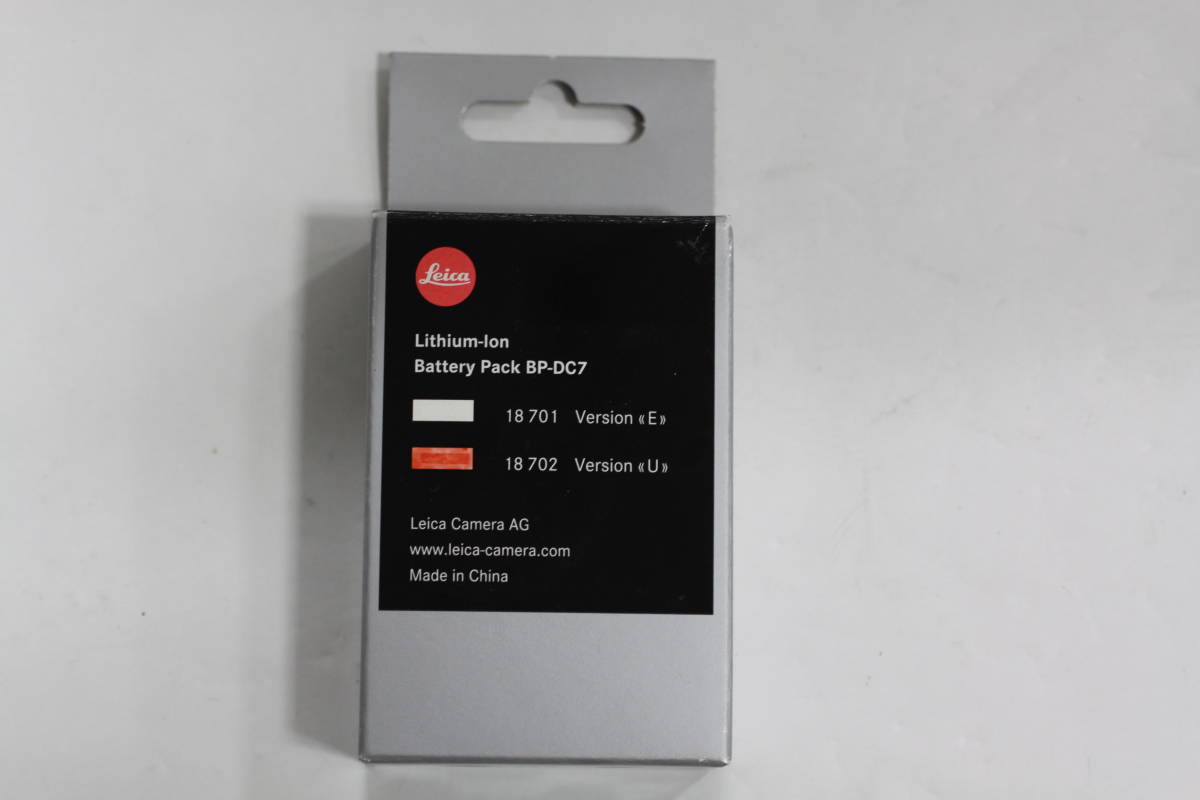 Leica
Lithium-Ion
Battery Pack BP-DC7
18 701 Version «E»
18 702 Version «U»
Leica Camera AG
www.leica-camera.com
Made in China